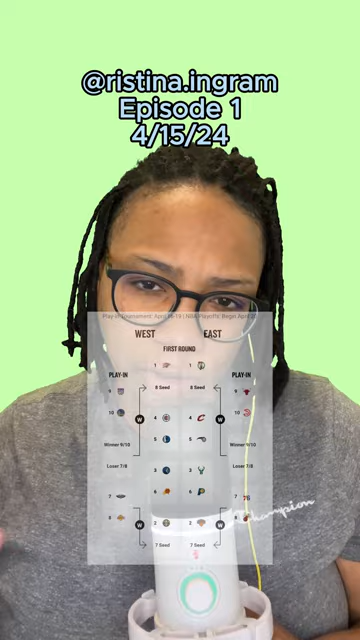 @ristina.ingram
Episode 1
4/15/24
Play-In Tournament: April 16-19 | NBA Playoffs Begin April 20
WEST EAST
FIRST ROUND
1 1
PLAY-IN PLAY-IN
8 Seed 8 Seed
9 9
10 10
W 4 4 W
5 5
Winner 9/10 Winner 9/10
Loser 7/8 Loser 7/8
3 3
6 6
7 7
8 8
W 2 2 W
7 Seed 7 Seed
Champion